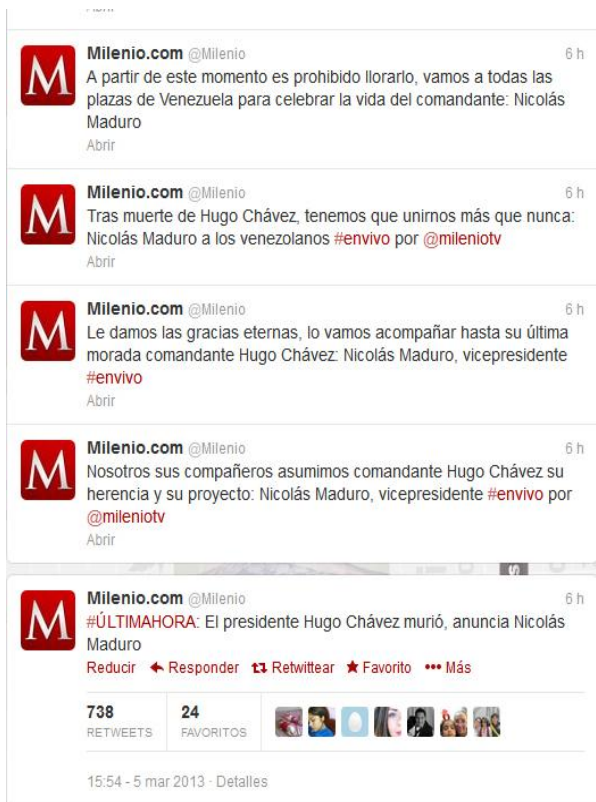 Milenio.com @Milenio 6 h
A partir de este momento es prohibido llorarlo, vamos a todas las
plazas de Venezuela para celebrar la vida del comandante: Nicolás
Maduro
Abrir
Milenio.com @Milenio 6 h
Tras muerte de Hugo Chávez, tenemos que unirnos más que nunca:
Nicolás Maduro a los venezolanos #envivo por @mileniotv
Abrir
Milenio.com @Milenio 6 h
Le damos las gracias eternas, lo vamos acompañar hasta su última
morada comandante Hugo Chávez: Nicolás Maduro, vicepresidente
#envivo
Abrir
Milenio.com @Milenio 6 h
Nosotros sus compañeros asumimos comandante Hugo Chávez su
herencia y su proyecto: Nicolás Maduro, vicepresidente #envivo por
@mileniotv
Abrir
Milenio.com @Milenio 6 h
#ÚLTIMAHORA: El presidente Hugo Chávez murió, anuncia Nicolás
Maduro
Reducir Responder Retwittear Favorito Más
738 24
RETWEETS FAVORITOS
15:54 - 5 mar 2013 · Detalles